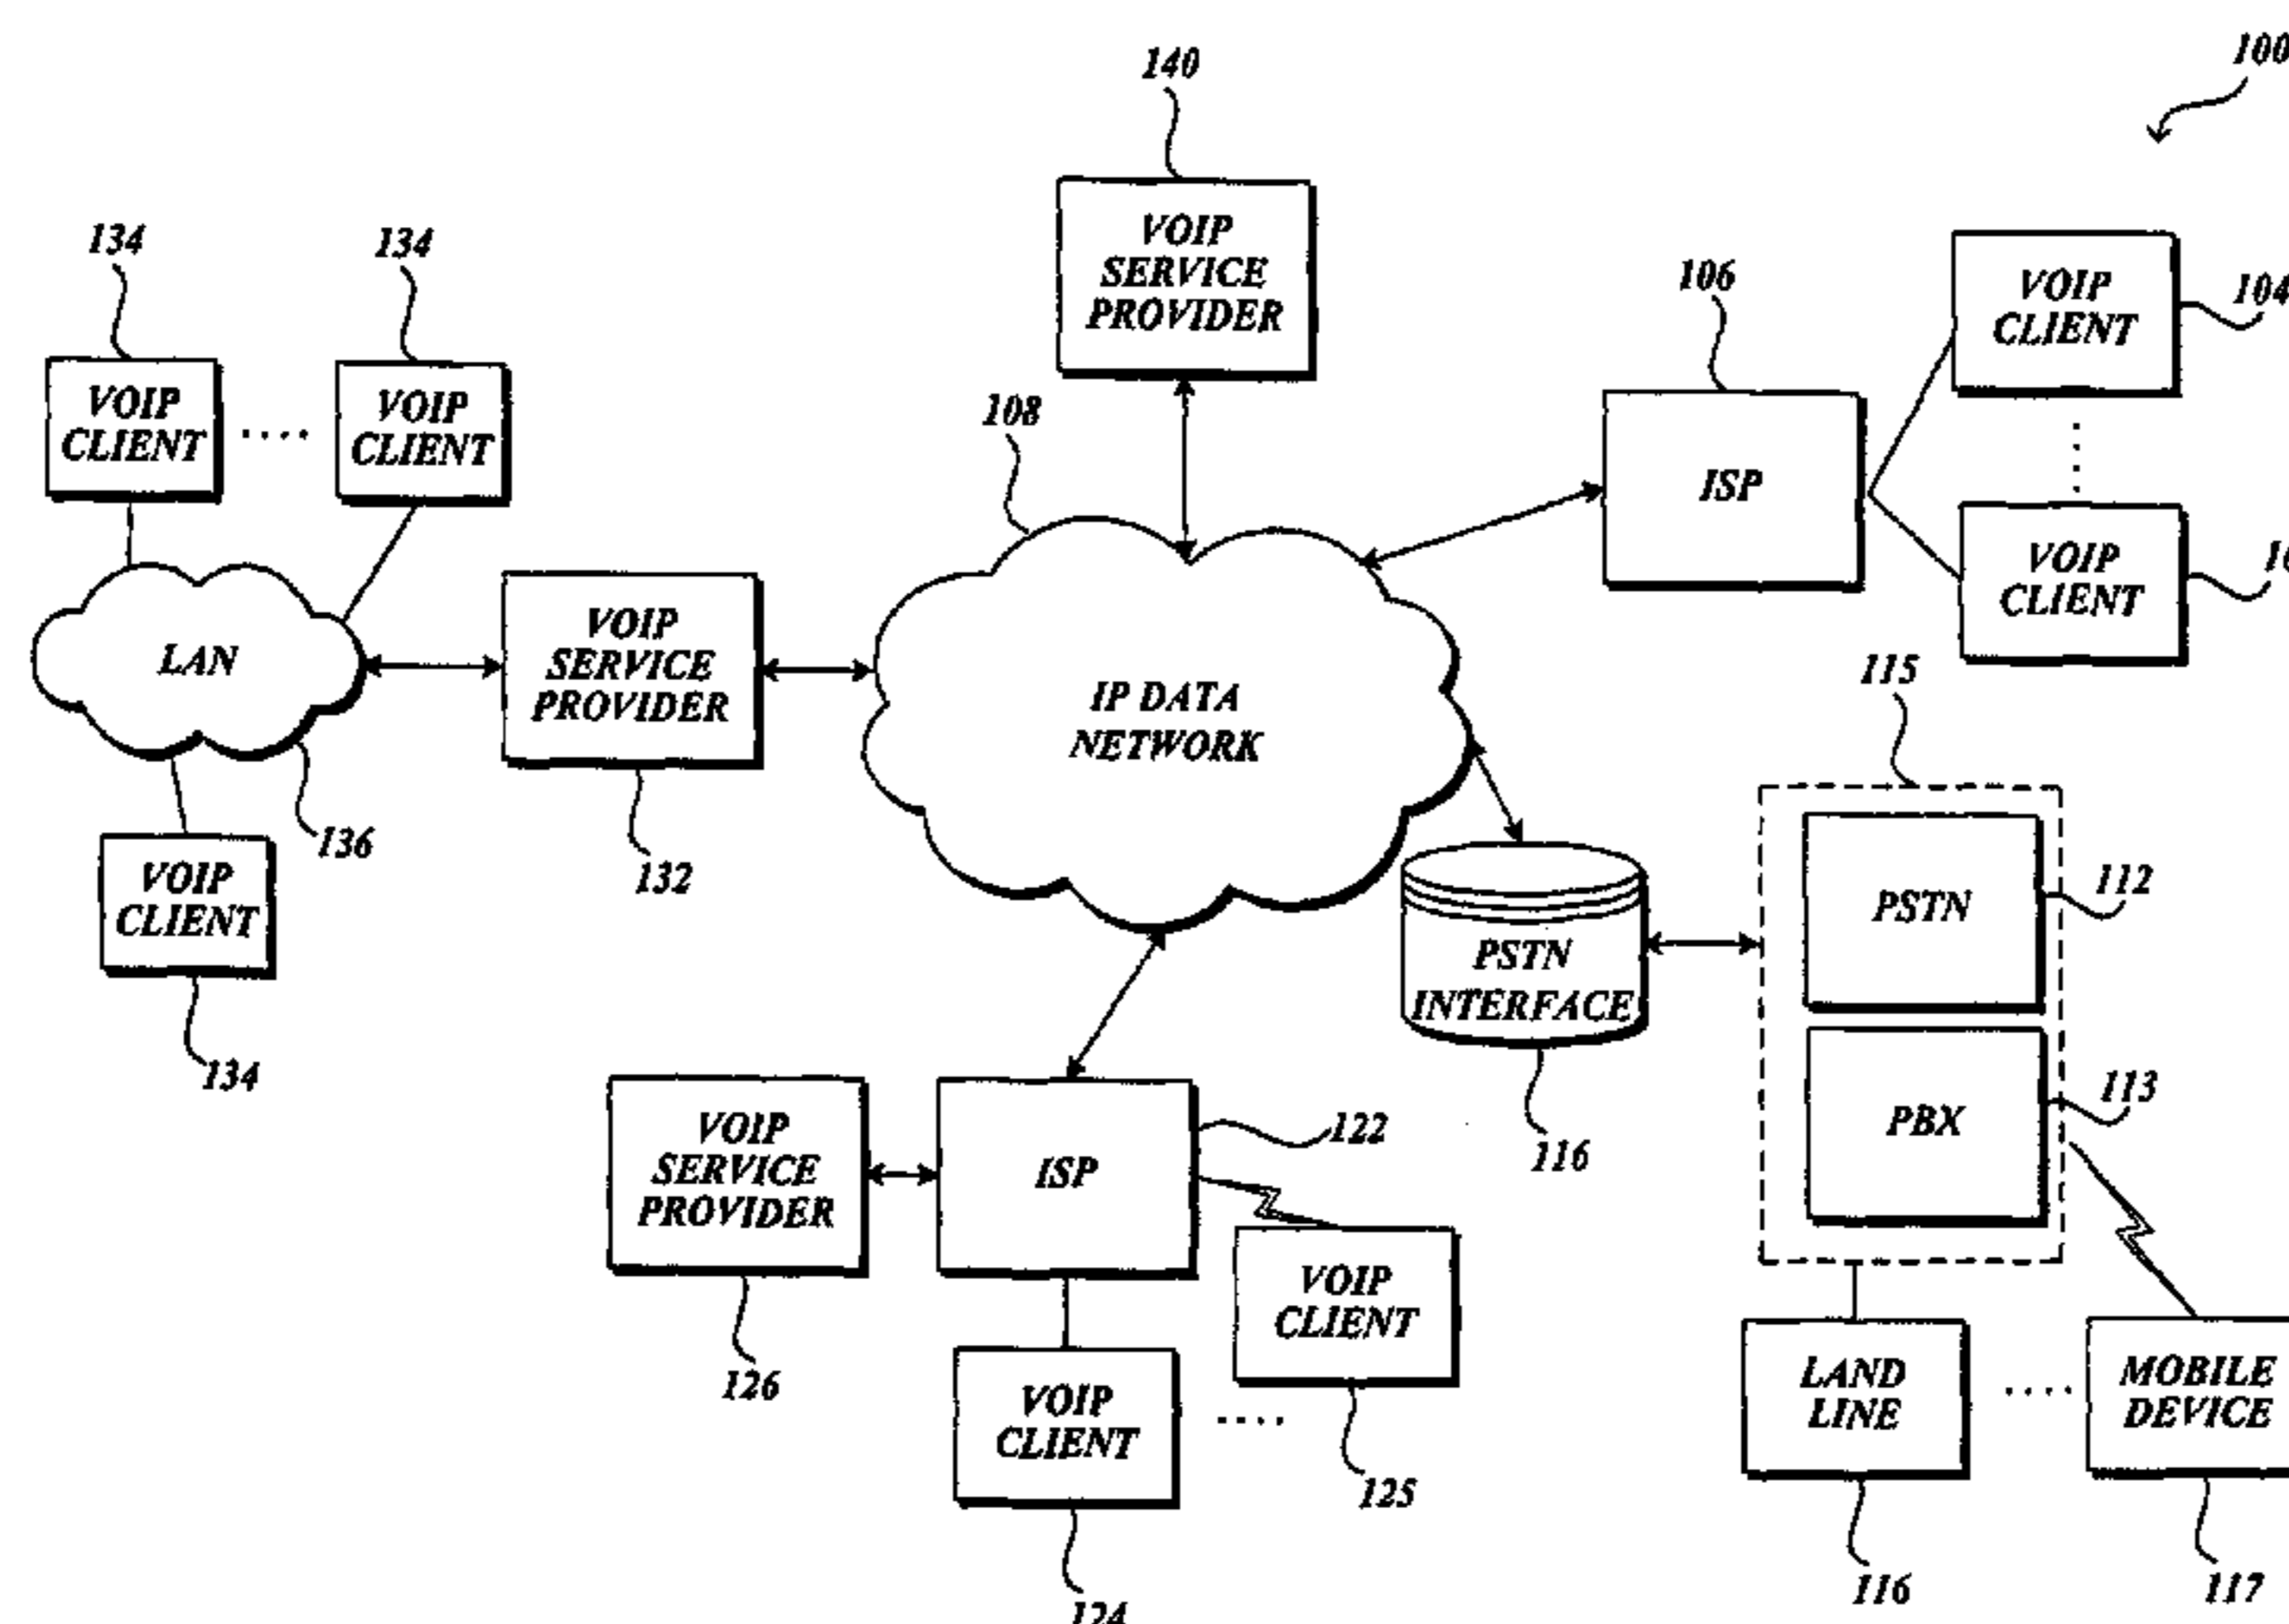 140
100
134
134
VOIP
SERVICE
PROVIDER
106
VOIP
CLIENT
104
VOIP
CLIENT
VOIP
CLIENT
108
ISP
VOIP
CLIENT
LAN
VOIP
SERVICE
PROVIDER
IP DATA
NETWORK
115
136
132
VOIP
CLIENT
134
PSTN
112
PSTN
INTERFACE
116
PBX
113
VOIP
SERVICE
PROVIDER
126
ISP
122
VOIP
CLIENT
125
VOIP
CLIENT
124
LAND
LINE
116
MOBILE
DEVICE
117